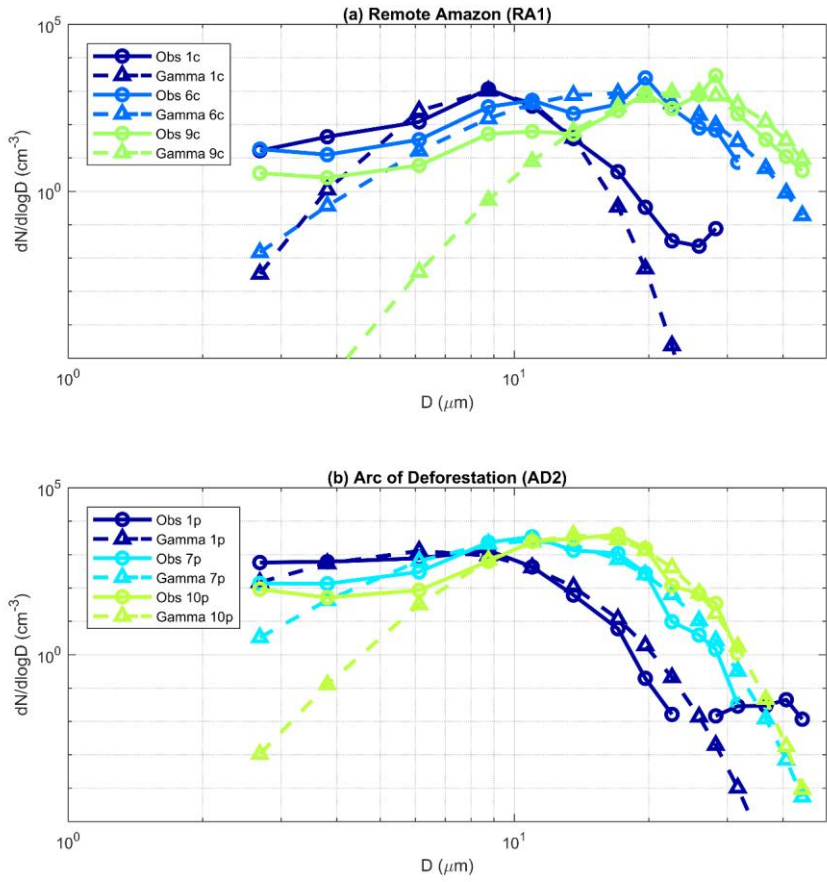 (a) Remote Amazon (RA1)
10^5
10^0
dN/dlogD (cm^-3)
Obs 1c
Gamma 1c
Obs 6c
Gamma 6c
Obs 9c
Gamma 9c
10^0
10^1
D (μm)
(b) Arc of Deforestation (AD2)
10^5
10^0
dN/dlogD (cm^-3)
Obs 1p
Gamma 1p
Obs 7p
Gamma 7p
Obs 10p
Gamma 10p
10^0
10^1
D (μm)